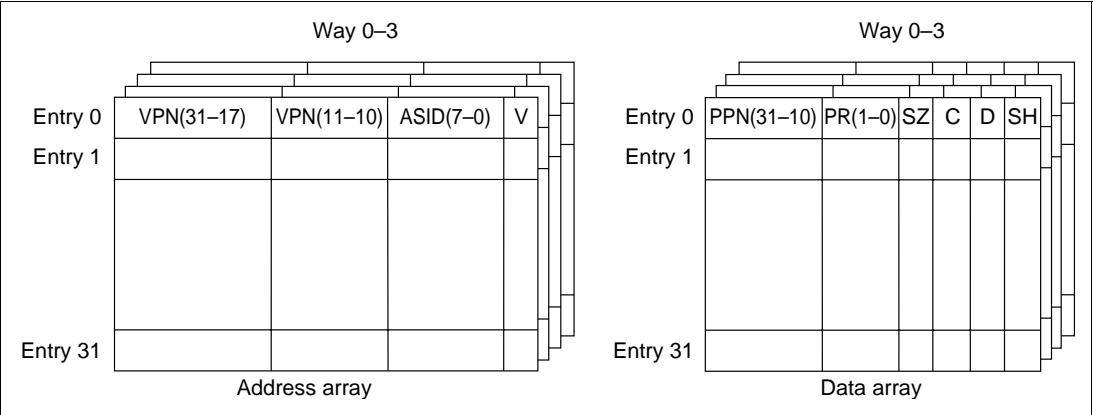 Way 0–3
Entry 0 VPN(31–17) VPN(11–10) ASID(7–0) V
Entry 1
Entry 31
Address array
Way 0–3
Entry 0 PPN(31–10) PR(1–0) SZ C D SH
Entry 1
Entry 31
Data array